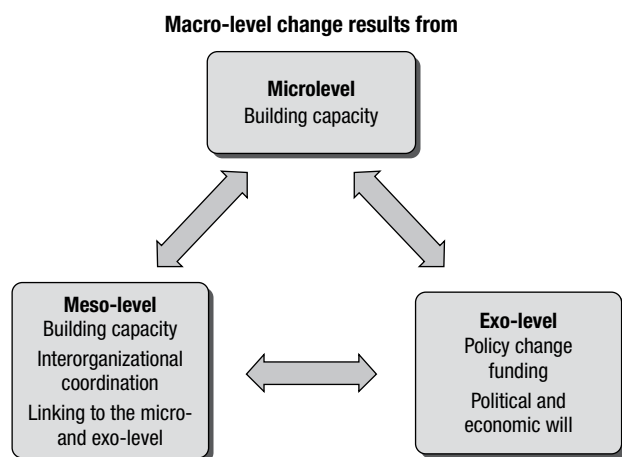 Macro-level change results from
Microlevel
Building capacity
Meso-level
Building capacity
Interorganizational
coordination
Linking to the micro-
and exo-level
Exo-level
Policy change
funding
Political and
economic will